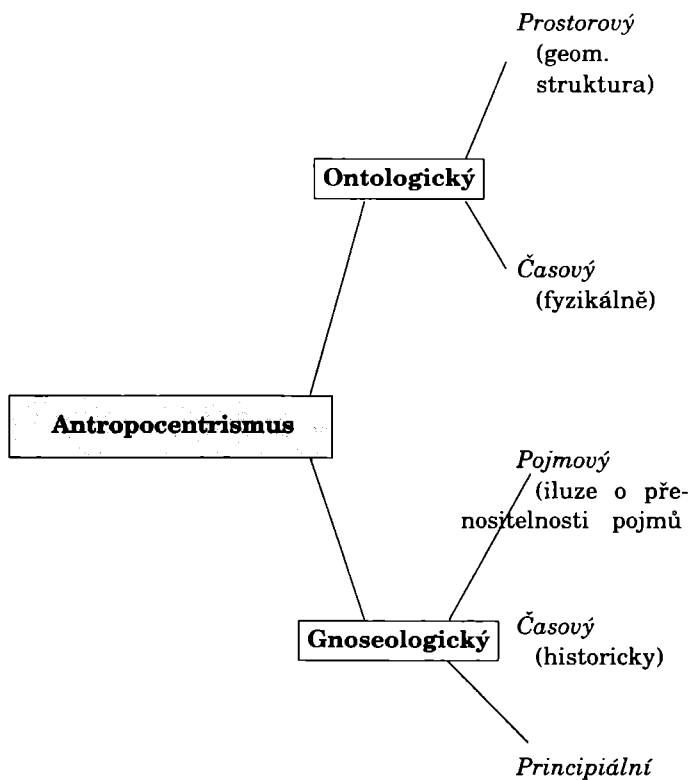 Prostorový
(geom.
struktura)
Ontologický
Časový
(fyzikálně)
Antropocentrismus
Pojmový
(iluze o pře-
nositelnosti pojmů
Gnoseologický
Časový
(historicky)
Principiální